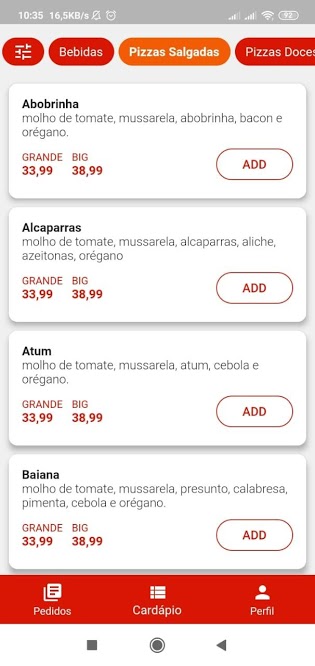 10:35 16,5KB/s
92
Bebidas
Pizzas Salgadas
Pizzas Doces
Abobrinha
molho de tomate, mussarela, abobrinha, bacon e
orégano.
GRANDE BIG
33,99 38,99
ADD
Alcaparras
molho de tomate, mussarela, alcaparras, aliche,
azeitonas, orégano
GRANDE BIG
33,99 38,99
ADD
Atum
molho de tomate, mussarela, atum, cebola e
orégano.
GRANDE BIG
33,99 38,99
ADD
Baiana
molho de tomate, mussarela, presunto, calabresa,
pimenta, cebola e orégano.
GRANDE BIG
33,99 38,99
ADD
Pedidos
Cardápio
Perfil